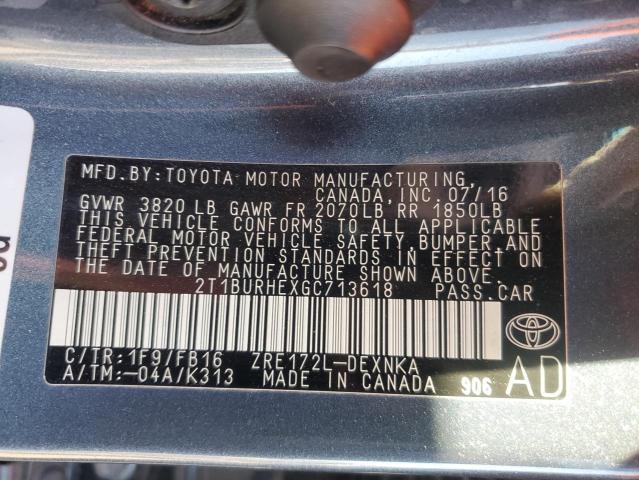 MFD.BY:TOYOTA MOTOR MANUFACTURING,
CANADA,INC. 07/16
GVWR 3820 LB GAWR FR 2070LB RR 1850LB
THIS VEHICLE CONFORMS TO ALL APPLICABLE
FEDERAL MOTOR VEHICLE SAFETY,BUMPER,AND
THEFT PREVENTION STANDARDS IN EFFECT ON
THE DATE OF MANUFACTURE SHOWN ABOVE.
2T1BURHEXGC713618 PASS.CAR
C/TR:1F9/FB16 ZRE172L-DEXNKA
A/TM:-04A/K313 MADE IN CANADA 906 AD